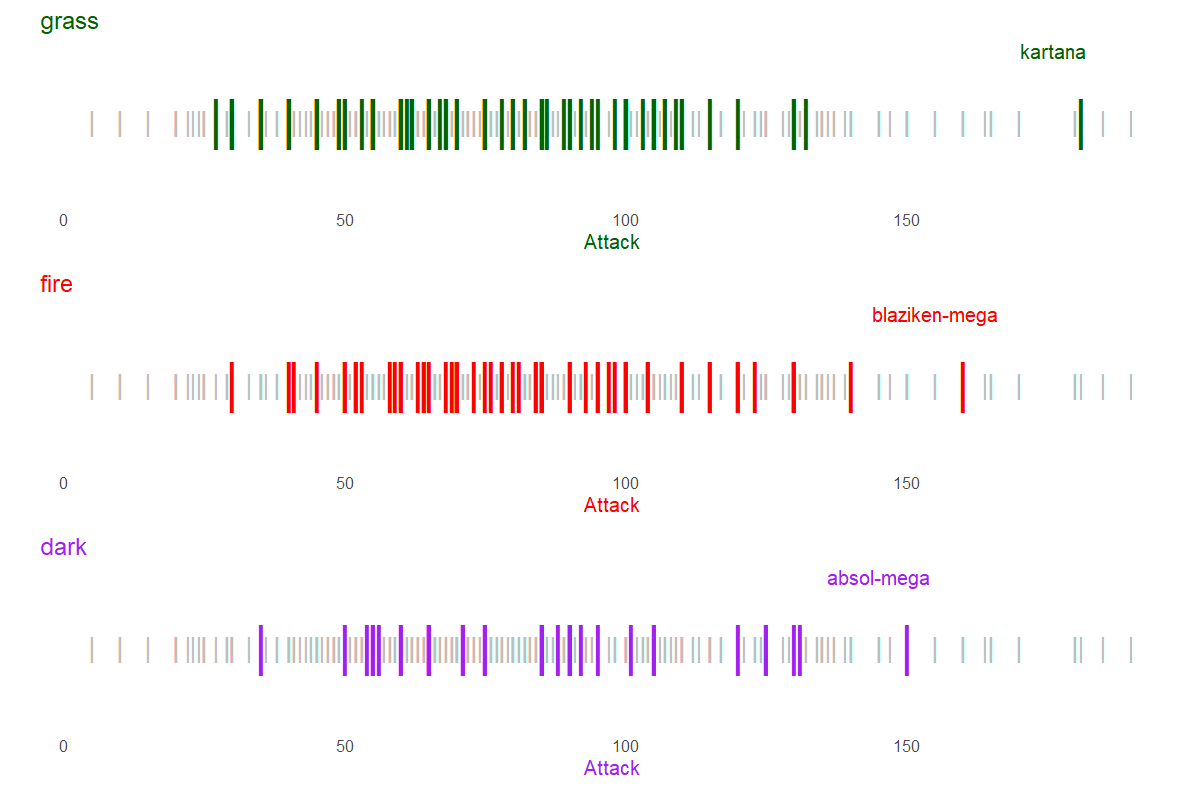 grass
kartana
0 50 100 150
Attack
fire
blaziken-mega
0 50 100 150
Attack
dark
absol-mega
0 50 100 150
Attack